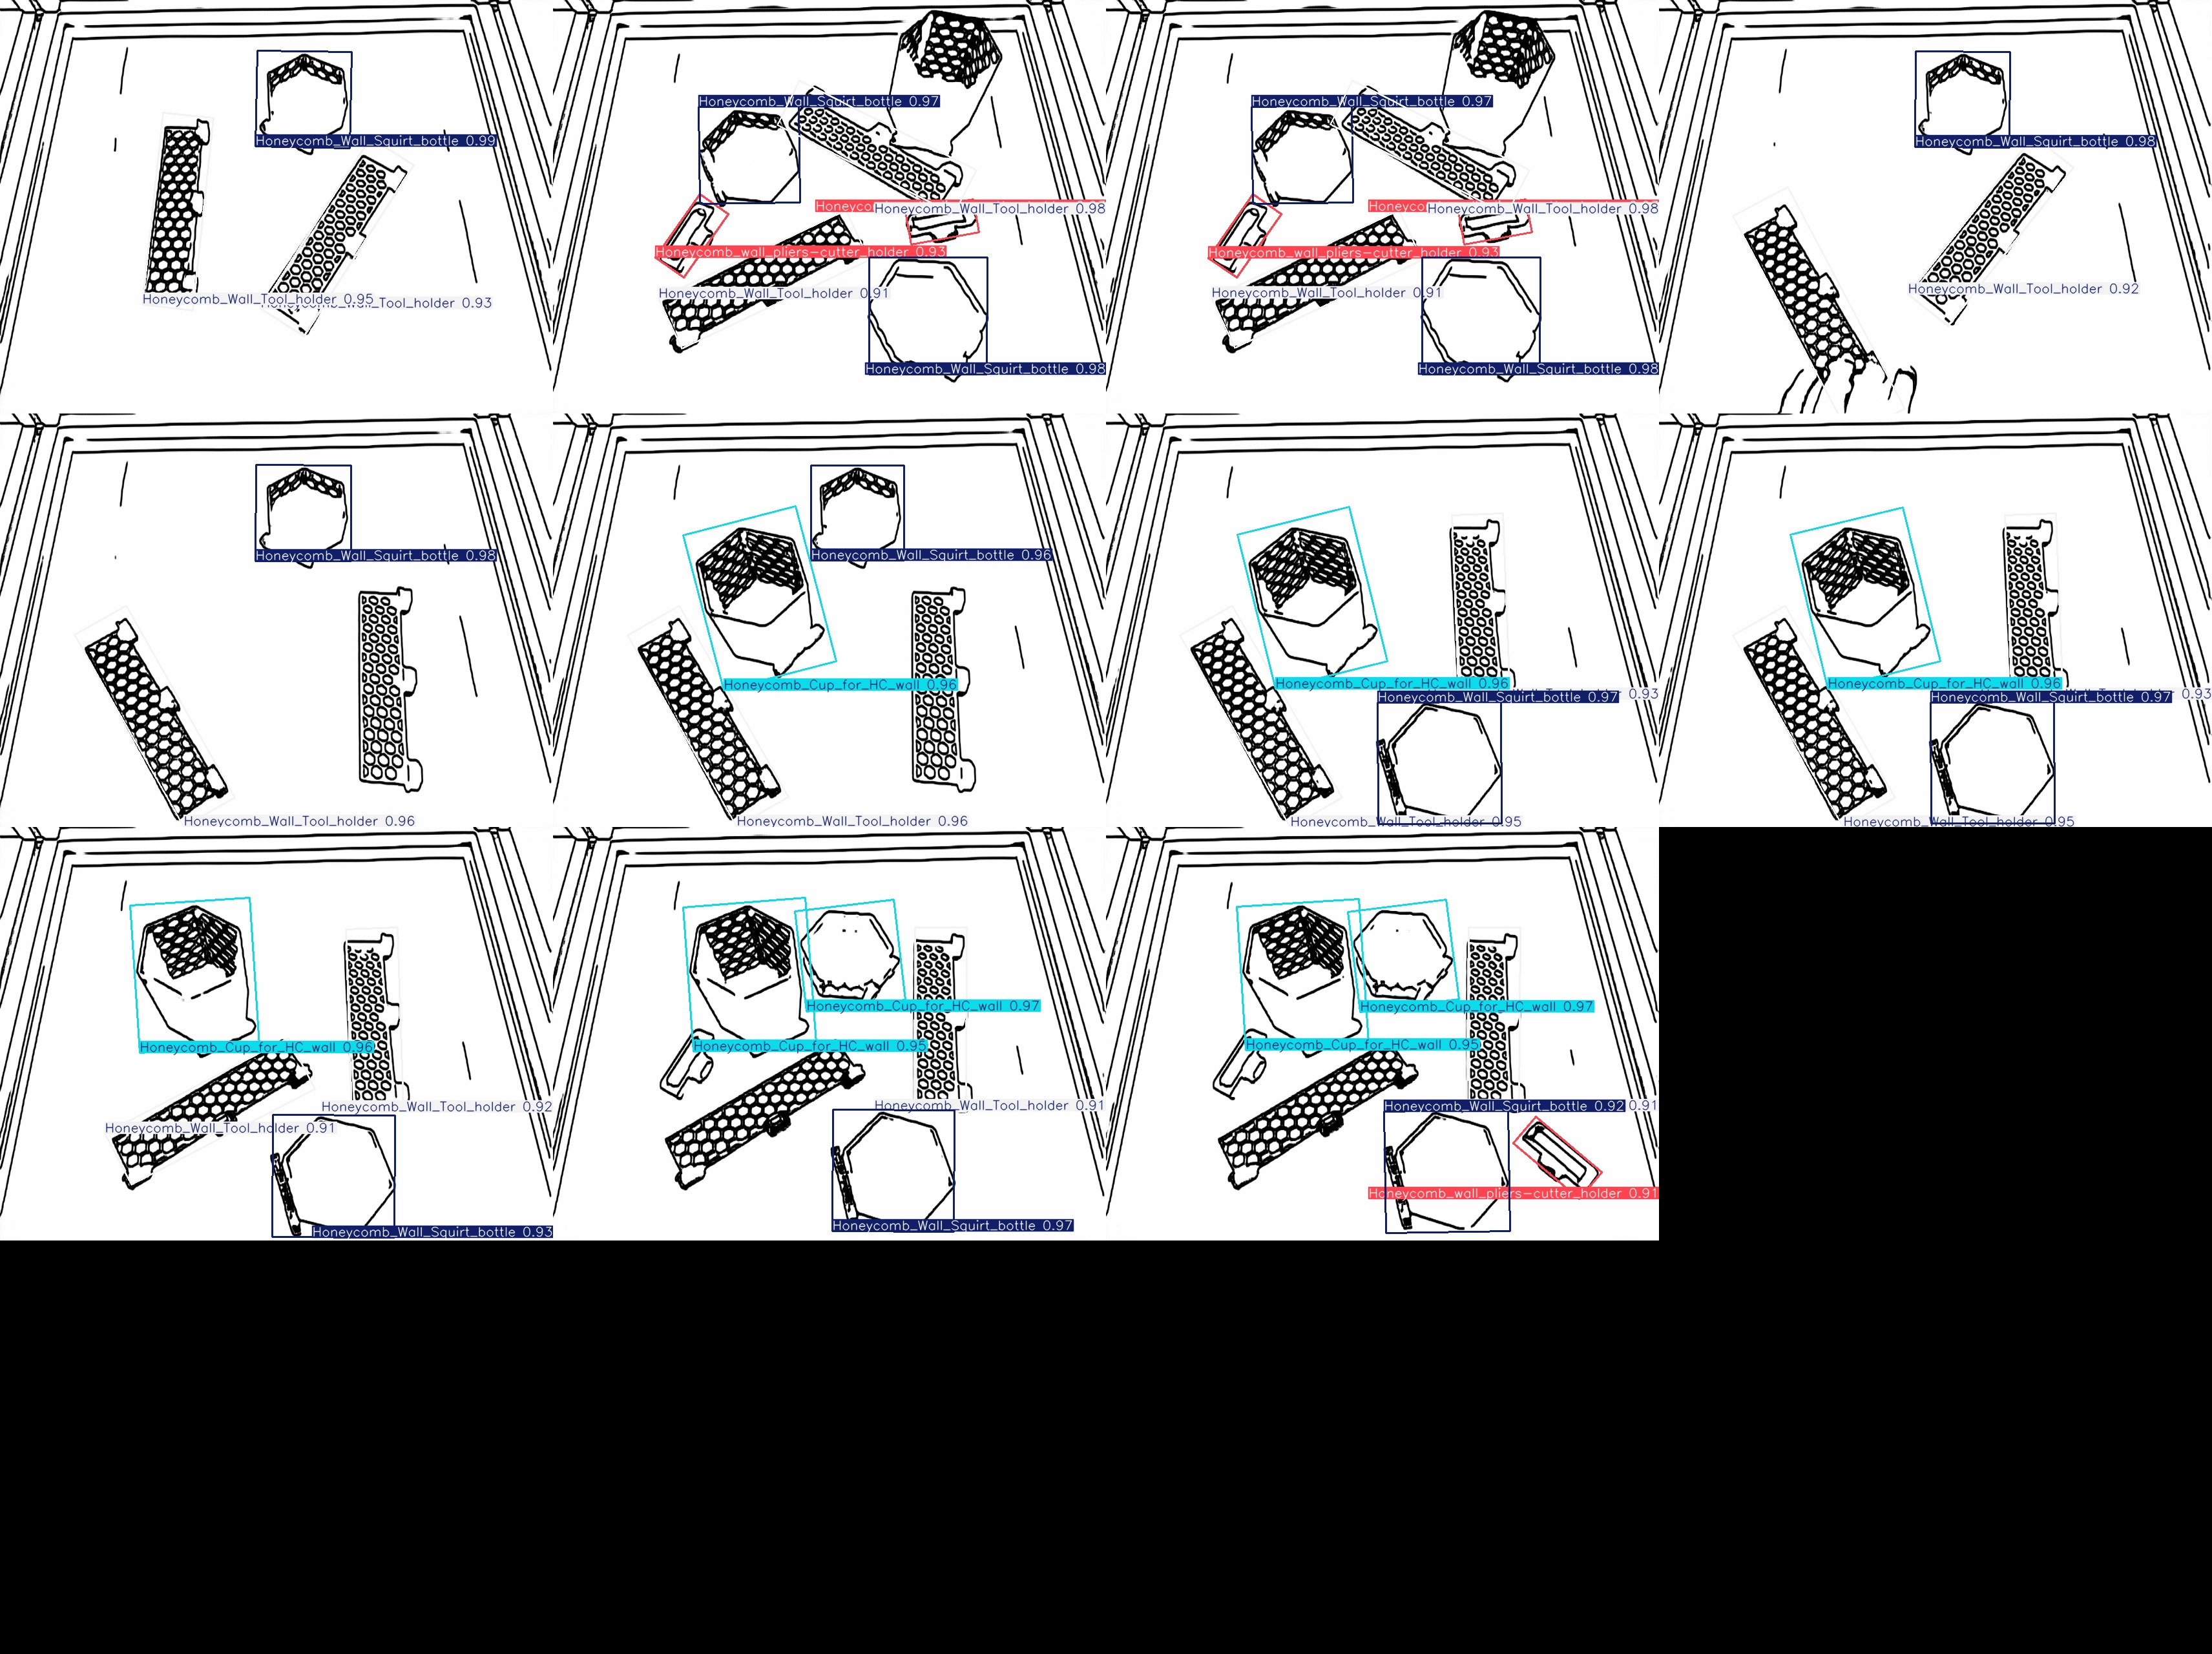 Honeycomb_Wall_Squirt_bottle 0.99
Honeycomb_Wall_Tool_holder 0.95
0.93
Honeycomb_Wall_Squirt_bottle 0.97
Honeyco
Honeycomb_Wall_Tool_holder 0.98
Honeycomb_wall_pliers-cutter_holder 0.93
Honeycomb_Wall_Tool_holder 0.91
Honeycomb_Wall_Squirt_bottle 0.98
Honeycomb_Wall_Squirt_bottle 0.97
Honeyco
Honeycomb_Wall_Tool_holder 0.98
Honeycomb_wall_pliers-cutter_holder 0.93
Honeycomb_Wall_Tool_holder 0.91
Honeycomb_Wall_Squirt_bottle 0.98
Honeycomb_Wall_Squirt_bottle 0.98
Honeycomb_Wall_Tool_holder 0.92
Honeycomb_Wall_Squirt_bottle 0.98
Honeycomb_Wall_Tool_holder 0.96
Honeycomb_Wall_Squirt_bottle 0.96
Honeycomb_Cup_for_HC_wall 0.96
Honeycomb_Wall_Tool_holder 0.96
Honeycomb_Cup_for_HC_wall 0.96
0.93
Honeycomb_Wall_Squirt_bottle 0.97
Honeycomb_Wall_Tool_holder 0.95
Honeycomb_Cup_for_HC_wall 0.96
0.93
Honeycomb_Wall_Squirt_bottle 0.97
Honeycomb_Wall_Tool_holder 0.95
Honeycomb_Cup_for_HC_wall 0.96
Honeycomb_Wall_Tool_holder 0.92
Honeycomb_Wall_Tool_holder 0.91
Honeycomb_Wall_Squirt_bottle 0.93
Honeycomb_Cup_for_HC_wall 0.97
Honeycomb_Cup_for_HC_wall 0.95
Honeycomb_Wall_Tool_holder 0.91
Honeycomb_Wall_Squirt_bottle 0.97
Honeycomb_Cup_for_HC_wall 0.97
Honeycomb_Cup_for_HC_wall 0.95
Honeycomb_Wall_Squirt_bottle 0.92 0.91
Honeycomb_wall_pliers-cutter_holder 0.91